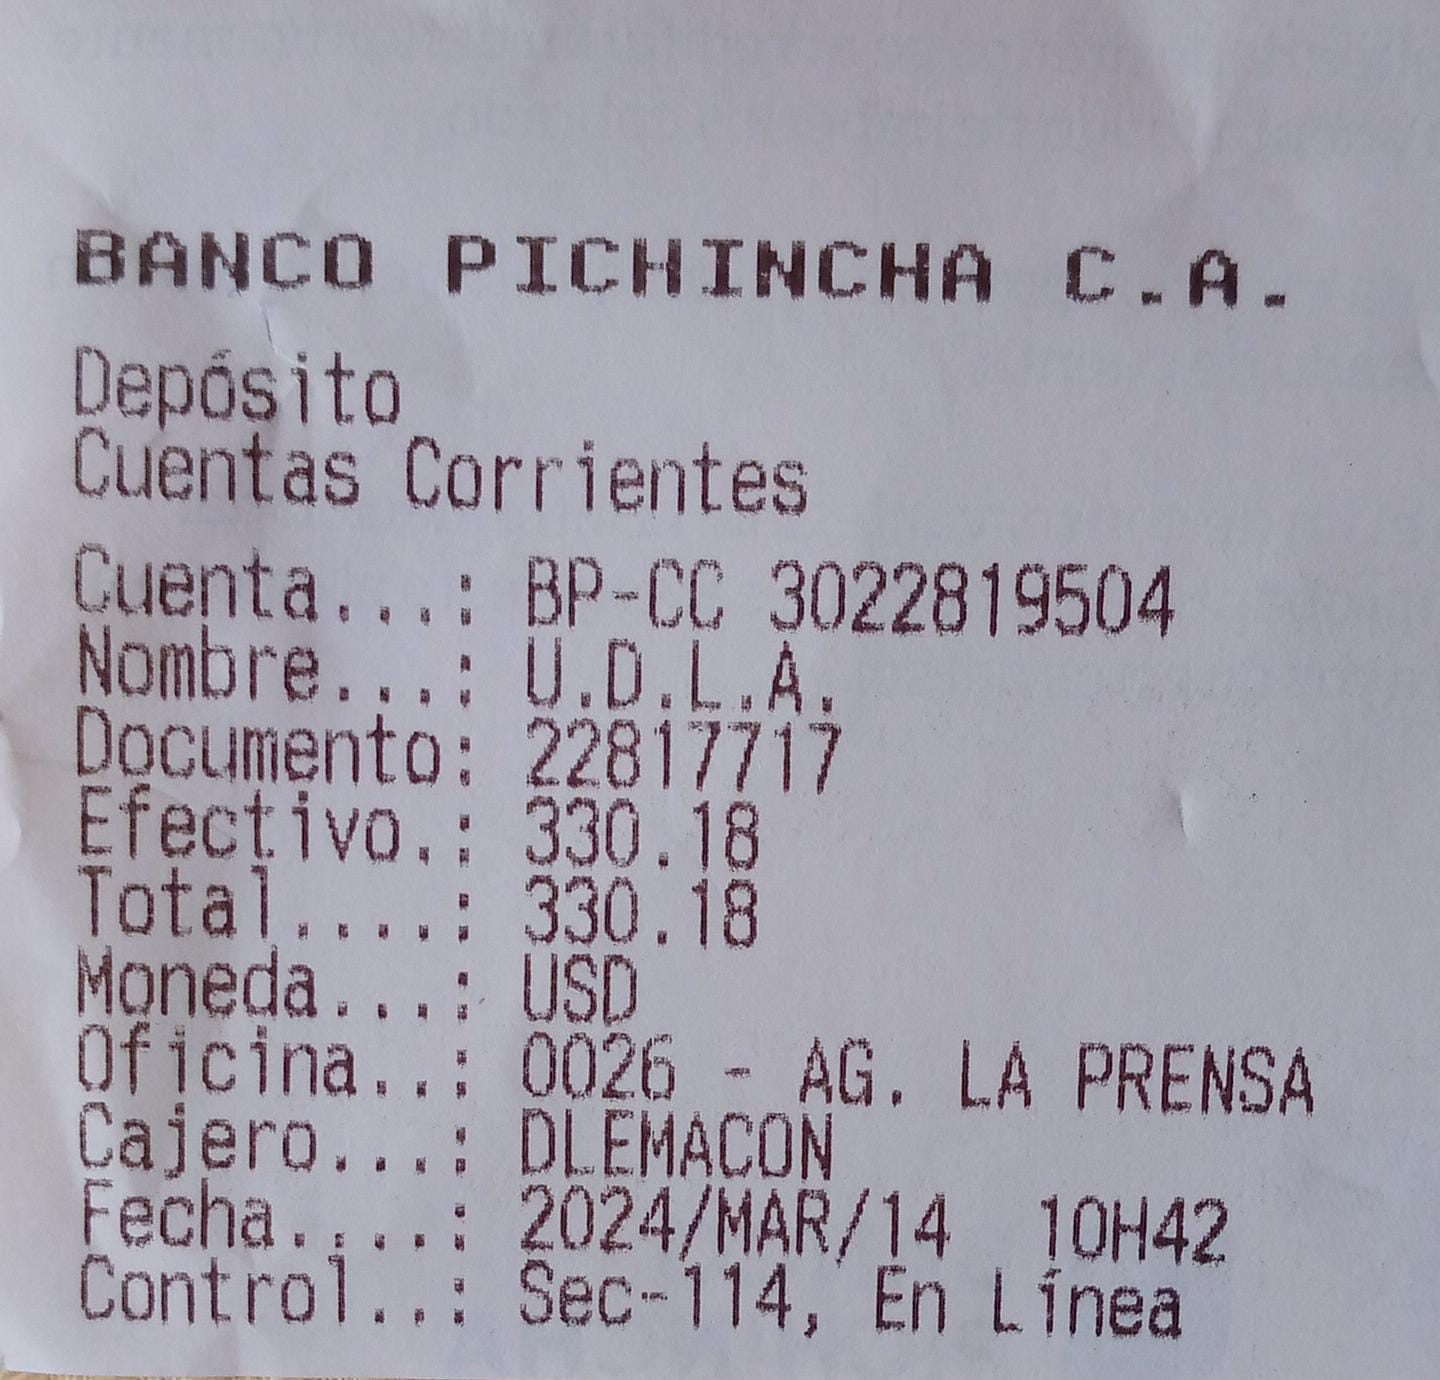 BANCO PICHINCHA C.A.
Depósito
Cuentas Corrientes
Cuenta...: BP-CC 3022819504
Nombre...: U.D.L.A.
Documento: 22817717
Efectivo.: 330.18
Total....: 330.18
Moneda...: USD
Oficina..: 0026 - AG. LA PRENSA
Cajero...: DLEMACON
Fecha....: 2024/MAR/14 10H42
Control..: Sec-114, En Línea